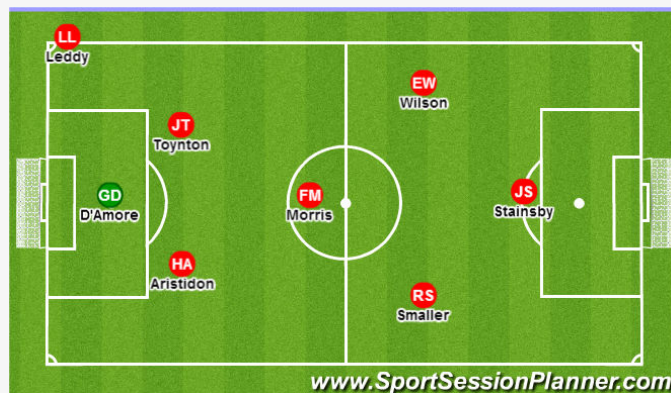 LL
Leddy
EW
Wilson
JT
Toynton
GD
D'Amore
FM
Morris
JS
Stainsby
HA
Aristidon
RS
Smaller
www.SportSessionPlanner.com